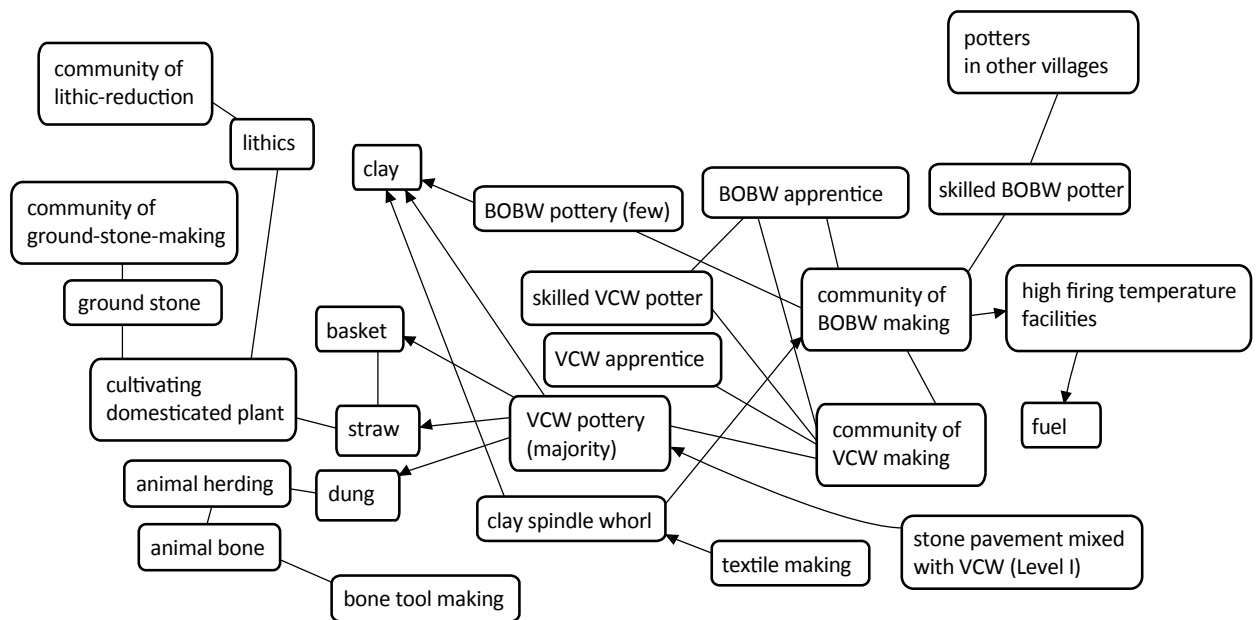 community of
lithic-reduction
potters
in other villages
lithics
clay
community of
ground-stone-making
BOBW pottery (few)
BOBW apprentice
skilled BOBW potter
ground stone
basket
skilled VCW potter
community of
BOBW making
high firing temperature
facilities
VCW apprentice
cultivating
domesticated plant
straw
VCW pottery
(majority)
community of
VCW making
fuel
animal herding
dung
clay spindle whorl
animal bone
textile making
stone pavement mixed
with VCW (Level I)
bone tool making